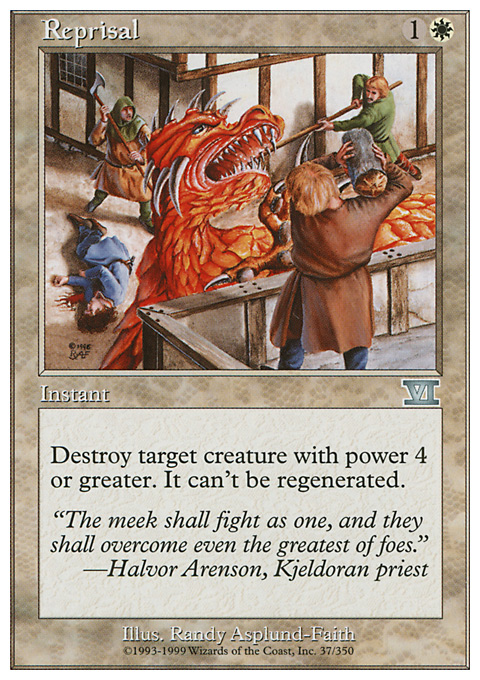 Reprisal 1
©1996
RAF
Instant VI
Destroy target creature with power 4
or greater. It can't be regenerated.
"The meek shall fight as one, and they
shall overcome even the greatest of foes."
—Halvor Arenson, Kjeldoran priest
Illus. Randy Asplund-Faith
©1993-1999 Wizards of the Coast, Inc. 37/350